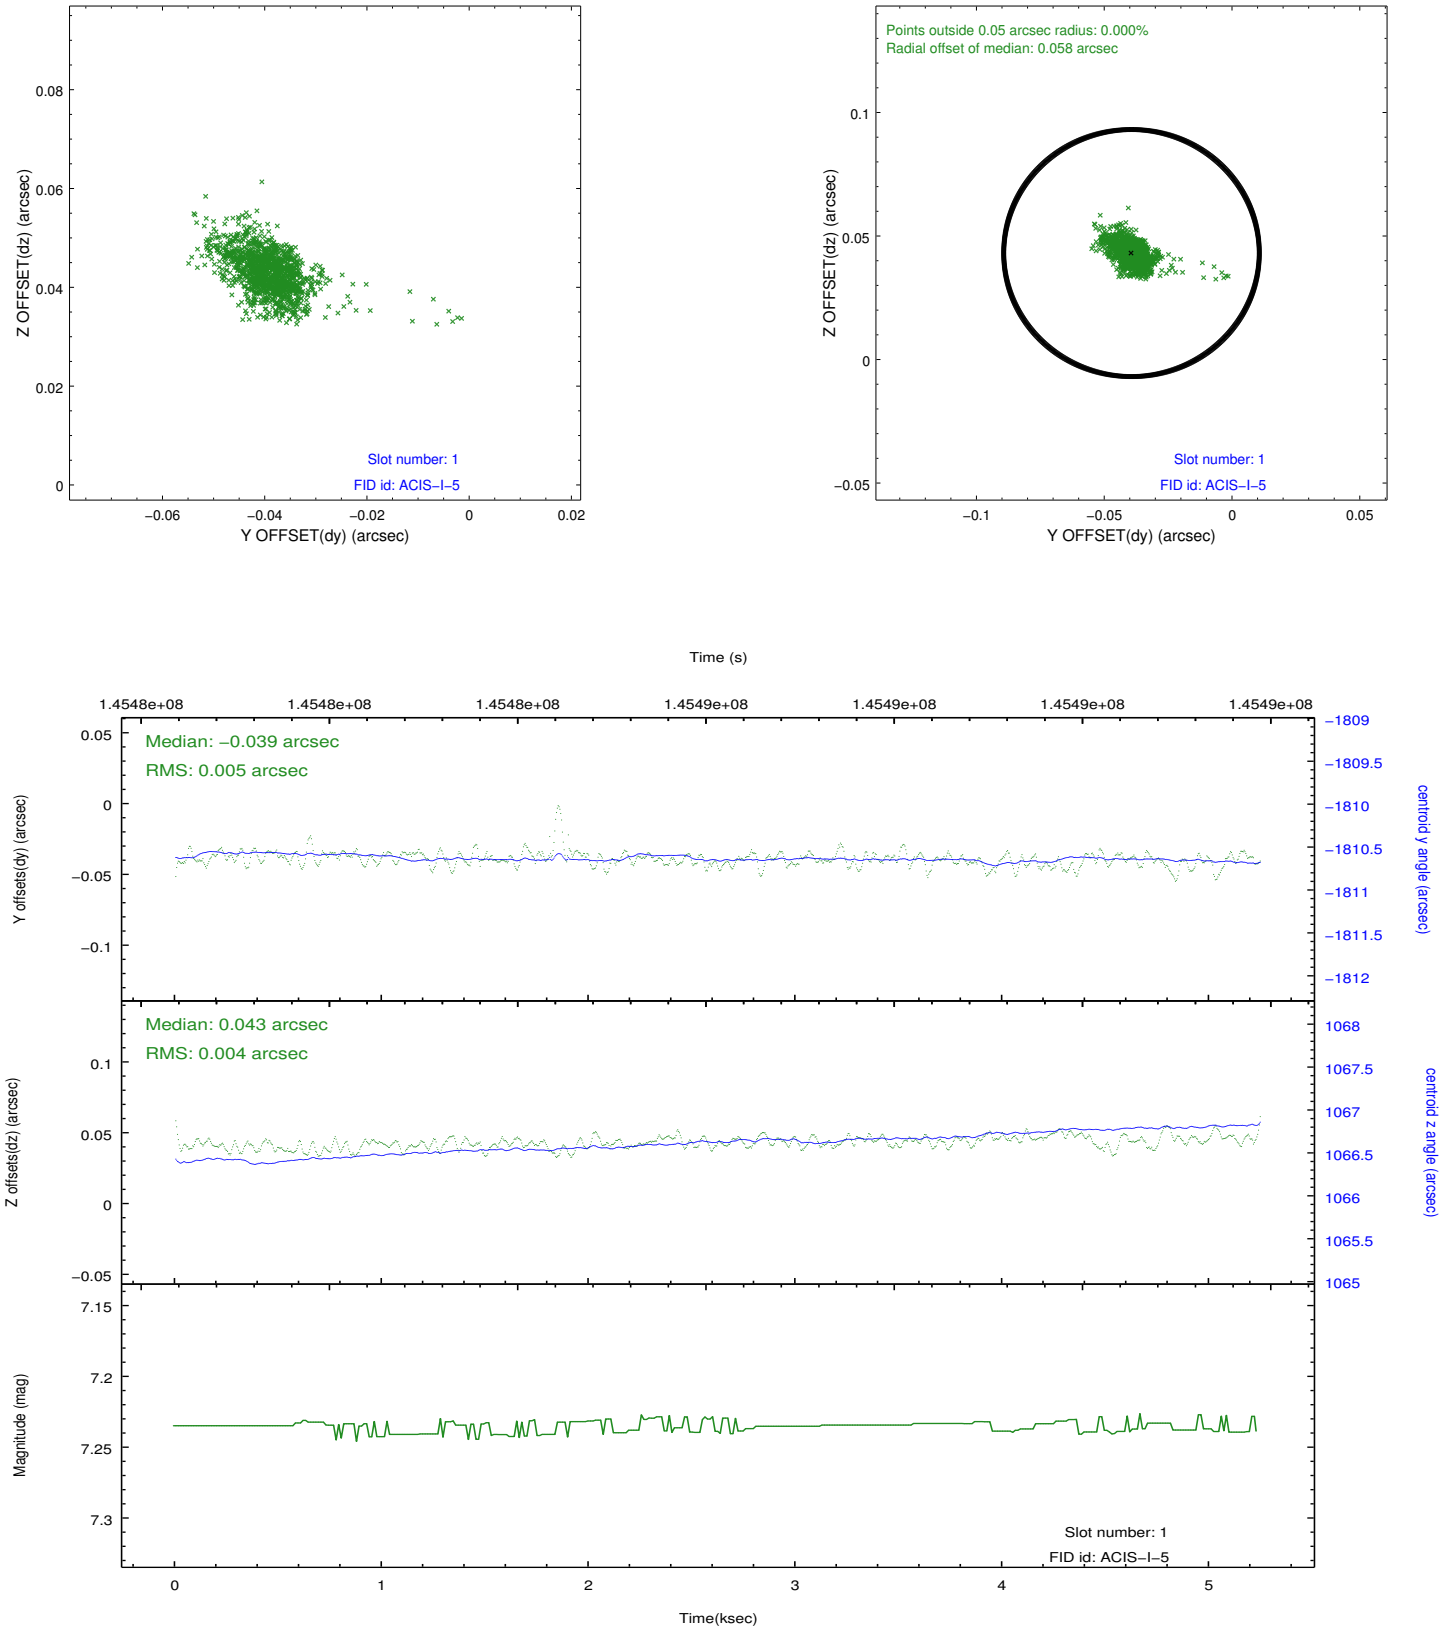 0.08
0.06
0.04
0.02
0
−0.06
−0.04
−0.02
0
0.02
Z OFFSET(dz) (arcsec)
Y OFFSET(dy) (arcsec)
Slot number: 1
FID id: ACIS−I−5
Points outside 0.05 arcsec radius: 0.000%
Radial offset of median: 0.058 arcsec
0.1
0.05
0
−0.05
−0.1
−0.05
0
0.05
Z OFFSET(dz) (arcsec)
Y OFFSET(dy) (arcsec)
Slot number: 1
FID id: ACIS−I−5
Time (s)
1.4548e+08
1.4548e+08
1.4548e+08
1.4549e+08
1.4549e+08
1.4549e+08
1.4549e+08
Median: −0.039 arcsec
RMS: 0.005 arcsec
0.05
0
−0.05
−0.1
Y offsets(dy) (arcsec)
−1809
−1809.5
−1810
−1810.5
−1811
−1811.5
−1812
centroid y angle (arcsec)
Median: 0.043 arcsec
RMS: 0.004 arcsec
0.1
0.05
0
−0.05
Z offsets(dz) (arcsec)
1068
1067.5
1067
1066.5
1066
1065.5
1065
centroid z angle (arcsec)
7.15
7.2
7.25
7.3
Magnitude (mag)
Slot number: 1
FID id: ACIS−I−5
0
1
2
3
4
5
Time(ksec)